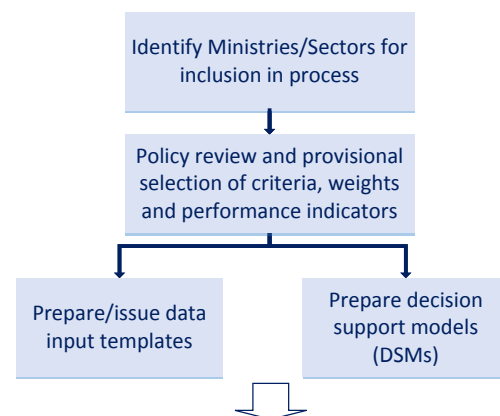 Identify Ministries/Sectors for
inclusion in process
Policy review and provisional
selection of criteria, weights
and performance indicators
Prepare/issue data
input templates
Prepare decision
support models
(DSMs)